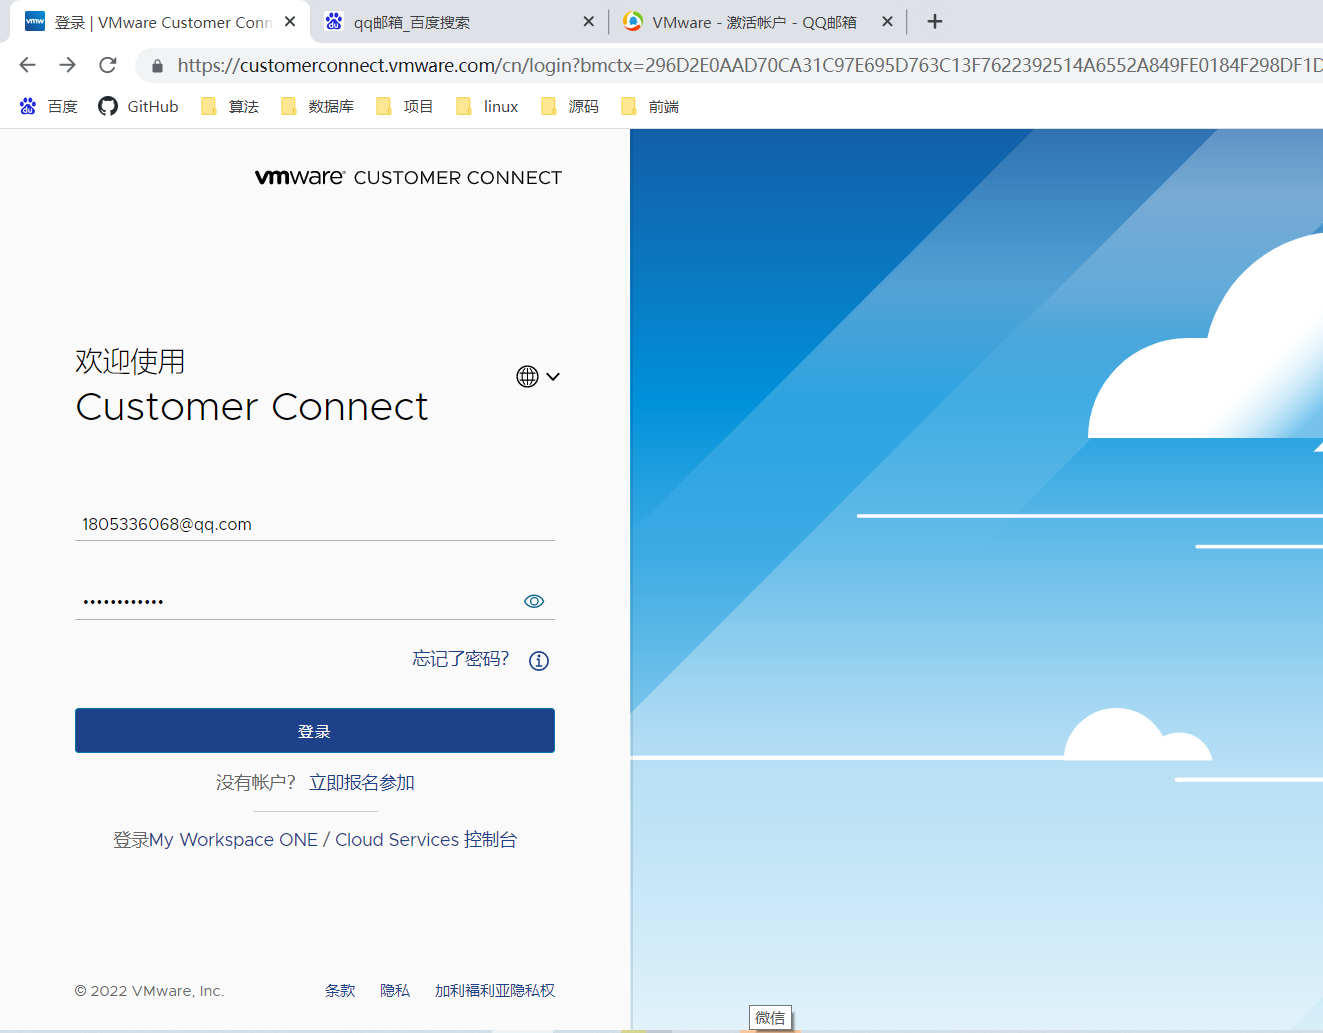 登录 | VMware Customer Conn
qq邮箱_百度搜索
VMware - 激活帐户 - QQ邮箱
https://customerconnect.vmware.com/cn/login?bmctx=296D2E0AAD70CA31C97E695D763C13F7622392514A6552A849FE0184F298DF1D
百度 GitHub 算法 数据库 项目 linux 源码 前端
vmware® CUSTOMER CONNECT
欢迎使用
Customer Connect
1805336068@qq.com
••••••••••••
忘记了密码?
登录
没有帐户? 立即报名参加
登录My Workspace ONE / Cloud Services 控制台
© 2022 VMware, Inc. 条款 隐私 加利福利亚隐私权
微信